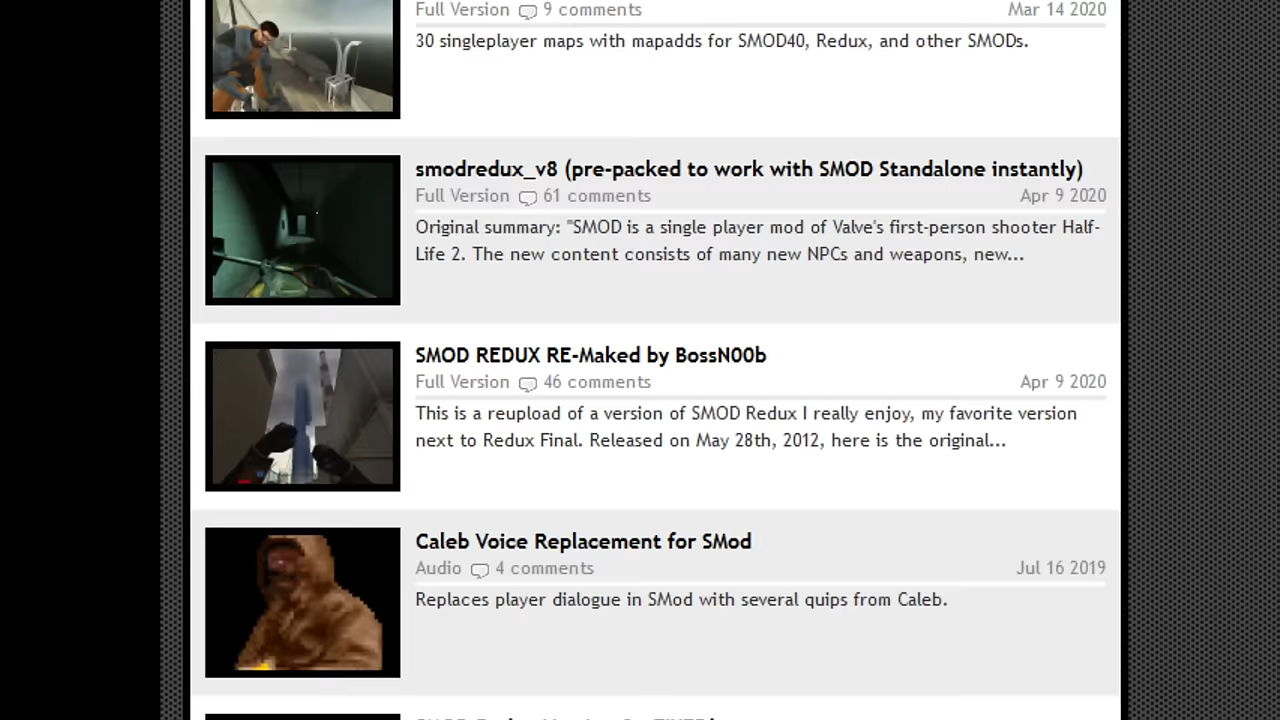 Full Version 9 comments Mar 14 2020
30 singleplayer maps with mapadds for SMOD40, Redux, and other SMODs.
smodredux_v8 (pre-packed to work with SMOD Standalone instantly)
Full Version 61 comments Apr 9 2020
Original summary: "SMOD is a single player mod of Valve's first-person shooter Half-
Life 2. The new content consists of many new NPCs and weapons, new...
SMOD REDUX RE-Maked by BossN00b
Full Version 46 comments Apr 9 2020
This is a reupload of a version of SMOD Redux I really enjoy, my favorite version
next to Redux Final. Released on May 28th, 2012, here is the original...
Caleb Voice Replacement for SMod
Audio 4 comments Jul 16 2019
Replaces player dialogue in SMod with several quips from Caleb.